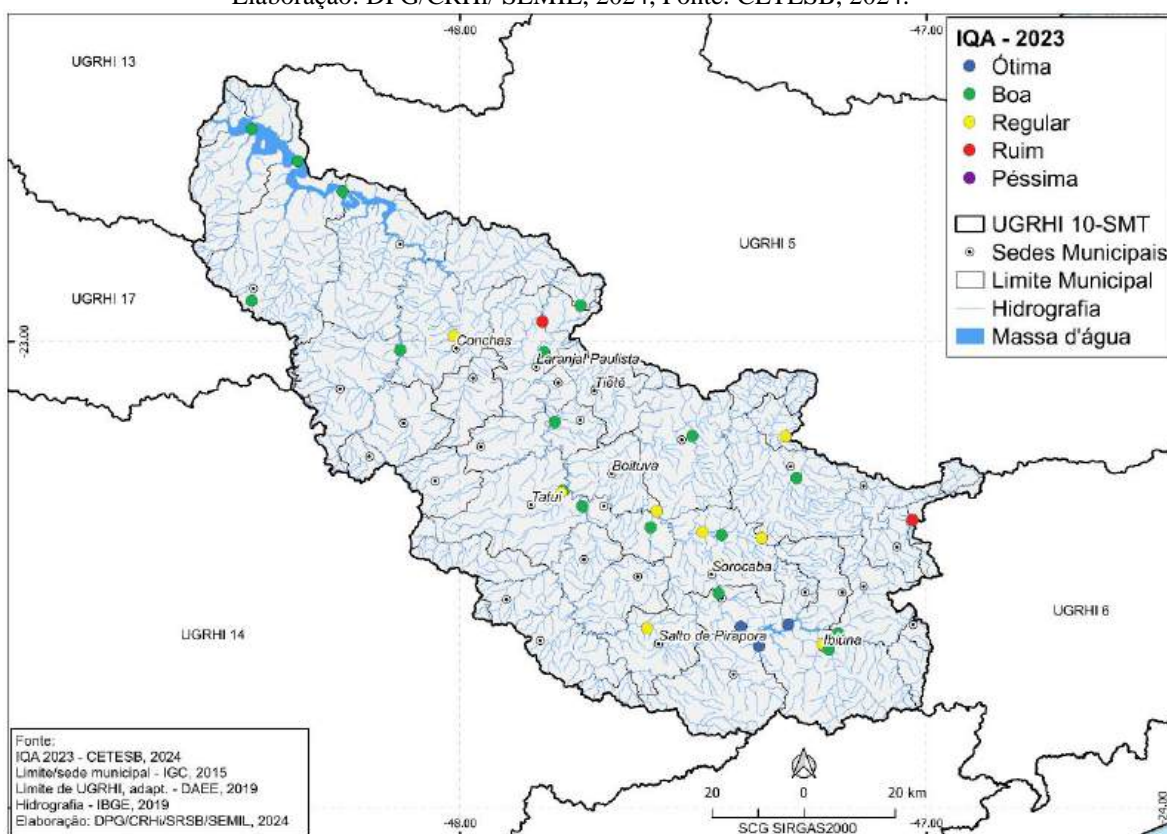 Elaboração: DPG/CRHi/ SEMIL, 2024; Fonte: CETESB, 2024.
-48.00
-47.00
UGRHI 13
IQA - 2023
Ótima
Boa
Regular
Ruim
Péssima
UGRHI 10-SMT
Sedes Municipais
Limite Municipal
Hidrografia
Massa d'água
UGRHI 5
UGRHI 17
-23.00
Conchas
Laranjal Paulista
Tietê
Boituva
Tatuí
Sorocaba
Salto de Pirapora
Ibiúna
UGRHI 14
UGRHI 6
Fonte:
IQA 2023 - CETESB, 2024
Limite/sede municipal - IGC, 2015
Limite de UGRHI, adapt. - DAEE, 2019
Hidrografia - IBGE, 2019
Elaboração: DPG/CRHi/SRSB/SEMIL, 2024
20 0 20 km
SCG SIRGAS2000
-24.00
-48.00
-47.00